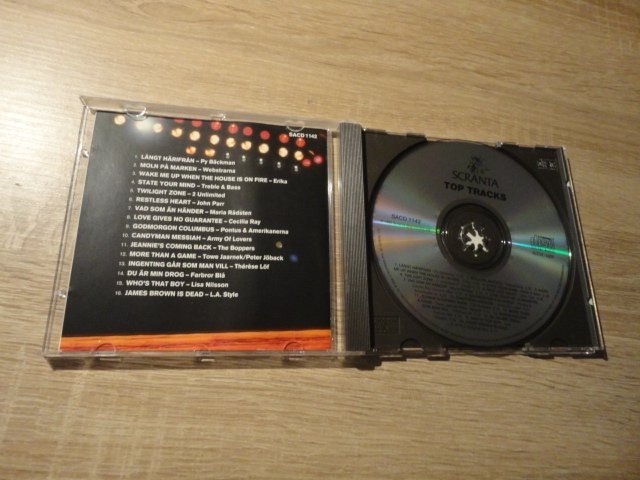 SACD 1142
1. LÅNGT HÄRIFRÅN – Py Bäckman
2. MOLN PÅ MARKEN – Webstrarna
3. WAKE ME UP WHEN THE HOUSE IS ON FIRE – Erika
4. STATE YOUR MIND – Treble & Bass
5. TWILIGHT ZONE – 2 Unlimited
6. RESTLESS HEART – John Parr
7. VAD SOM ÄN HÄNDER – Maria Rådsten
8. LOVE GIVES NO GUARANTEE – Cecilia Ray
9. GODMORGON COLUMBUS – Pontus & Amerikanerna
10. CANDYMAN MESSIAH – Army Of Lovers
11. JEANNIE'S COMING BACK – The Boppers
12. MORE THAN A GAME – Towe Jaarnek/Peter Jöback
13. INGENTING GÅR SOM MAN VILL – Thérèse Löf
14. DU ÄR MIN DROG – Farbror Blå
15. WHO'S THAT BOY – Lisa Nilsson
16. JAMES BROWN IS DEAD – L.A. Style
SCRANTA
TOP TRACKS
SACD 1142